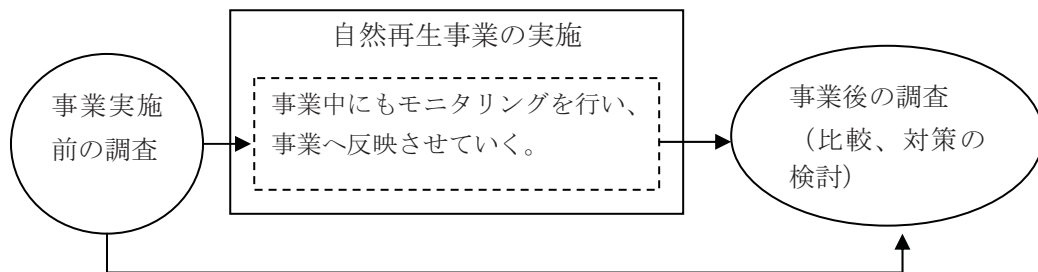 自然再生事業の実施
事業実施
前の調査
事業中にもモニタリングを行い、
事業へ反映させていく。
事業後の調査
（比較、対策の
検討）